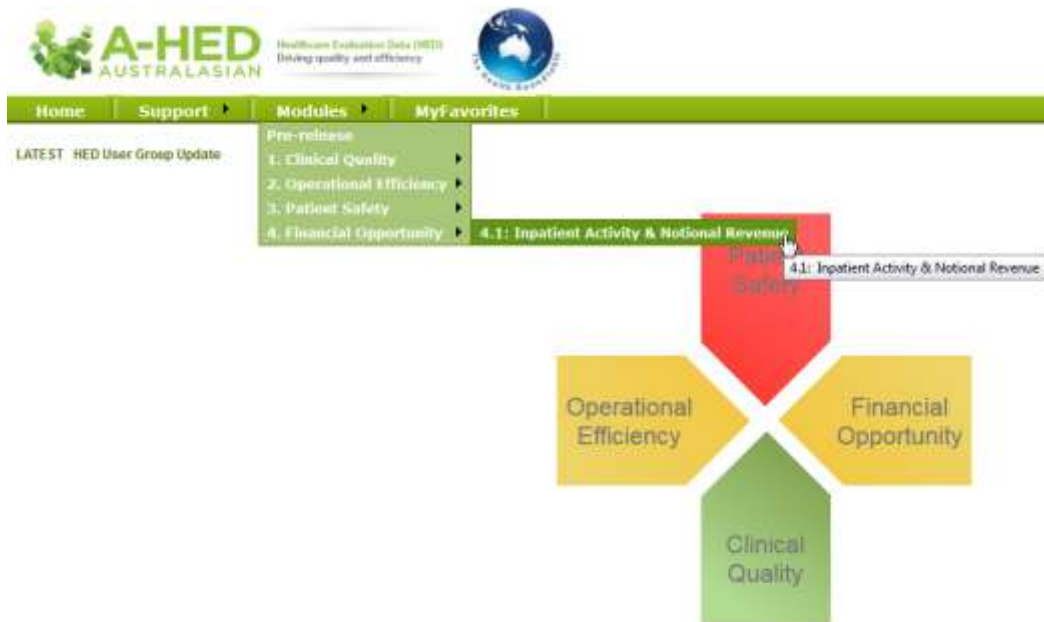 A-HED
AUSTRALASIAN
Healthcare Evaluation Data (HED)
Driving quality and efficiency
Home Support Modules MyFavorites
LATEST HED User Group Update
Pre-release
1. Clinical Quality
2. Operational Efficiency
3. Patient Safety
4. Financial Opportunity
4.1: Inpatient Activity & Notional Revenue
4.1: Inpatient Activity & Notional Revenue
Patient
Safety
Operational
Efficiency
Financial
Opportunity
Clinical
Quality